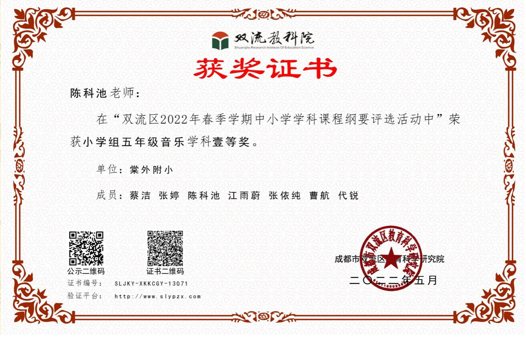 双流教科院
获奖证书
陈科池老师:
在“双流区2022年春季学期中小学学科课程纲要评选活动中”荣
获小学组五年级音乐学科壹等奖。
单位:棠外附小
成员:蔡洁 张婷 陈科池 江雨蔚 张依纯 曹航 代锐
公示二维码 证书二维码
证书编号: SLJKY-XKKCGY-13071
验证平台: http://www.slypzx.com
成都市双流区教育科学研究院
二〇二二年五月